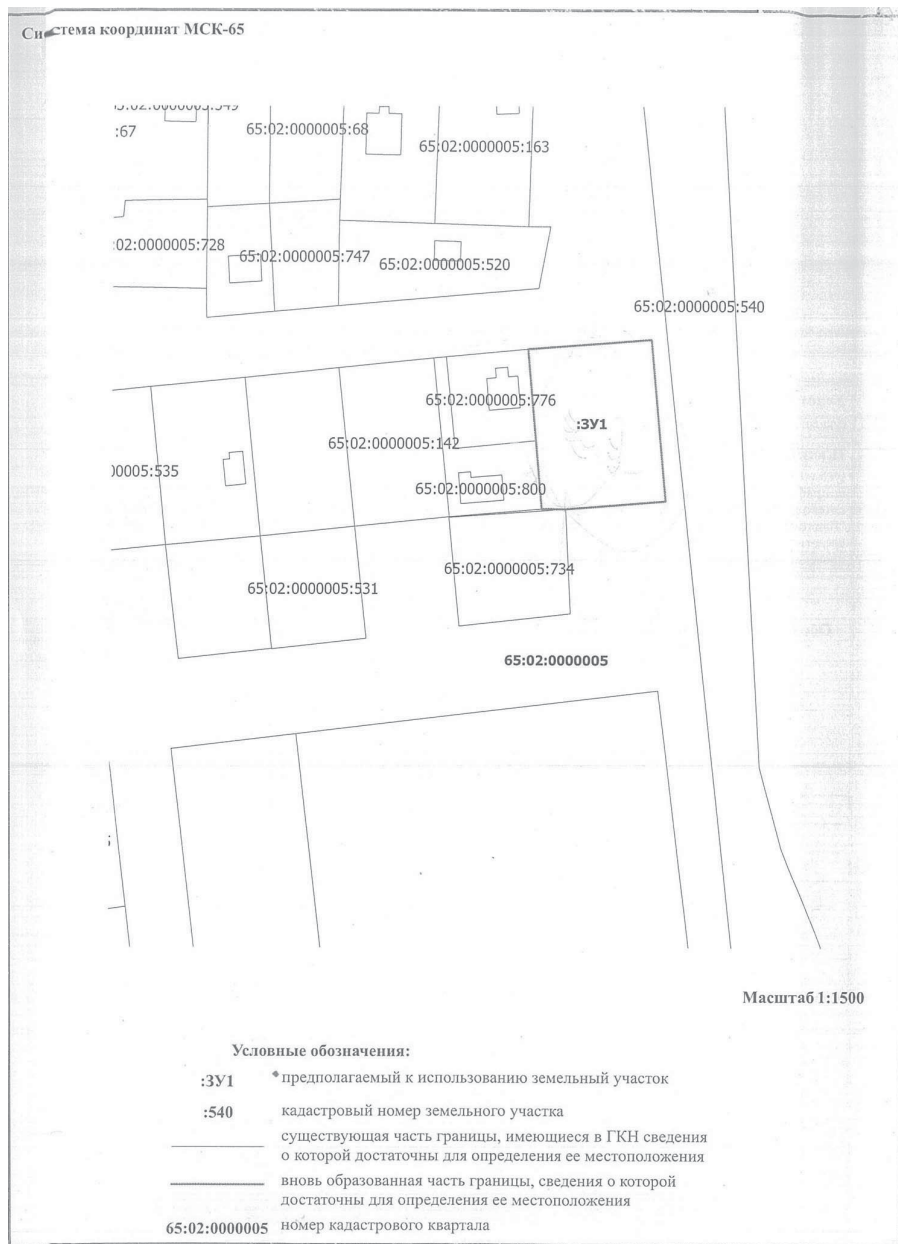 Система координат МСК-65
65:02:0000005:549
:67
65:02:0000005:68
65:02:0000005:163
:02:0000005:728
65:02:0000005:747
65:02:0000005:520
65:02:0000005:540
65:02:0000005:776
:ЗУ1
65:02:0000005:142
0005:535
65:02:0000005:800
65:02:0000005:734
65:02:0000005:531
65:02:0000005
Масштаб 1:1500
Условные обозначения:
:ЗУ1 предполагаемый к использованию земельный участок
:540 кадастровый номер земельного участка
существующая часть границы, имеющиеся в ГКН сведения
о которой достаточны для определения ее местоположения
вновь образованная часть границы, сведения о которой
достаточны для определения ее местоположения
65:02:0000005 номер кадастрового квартала